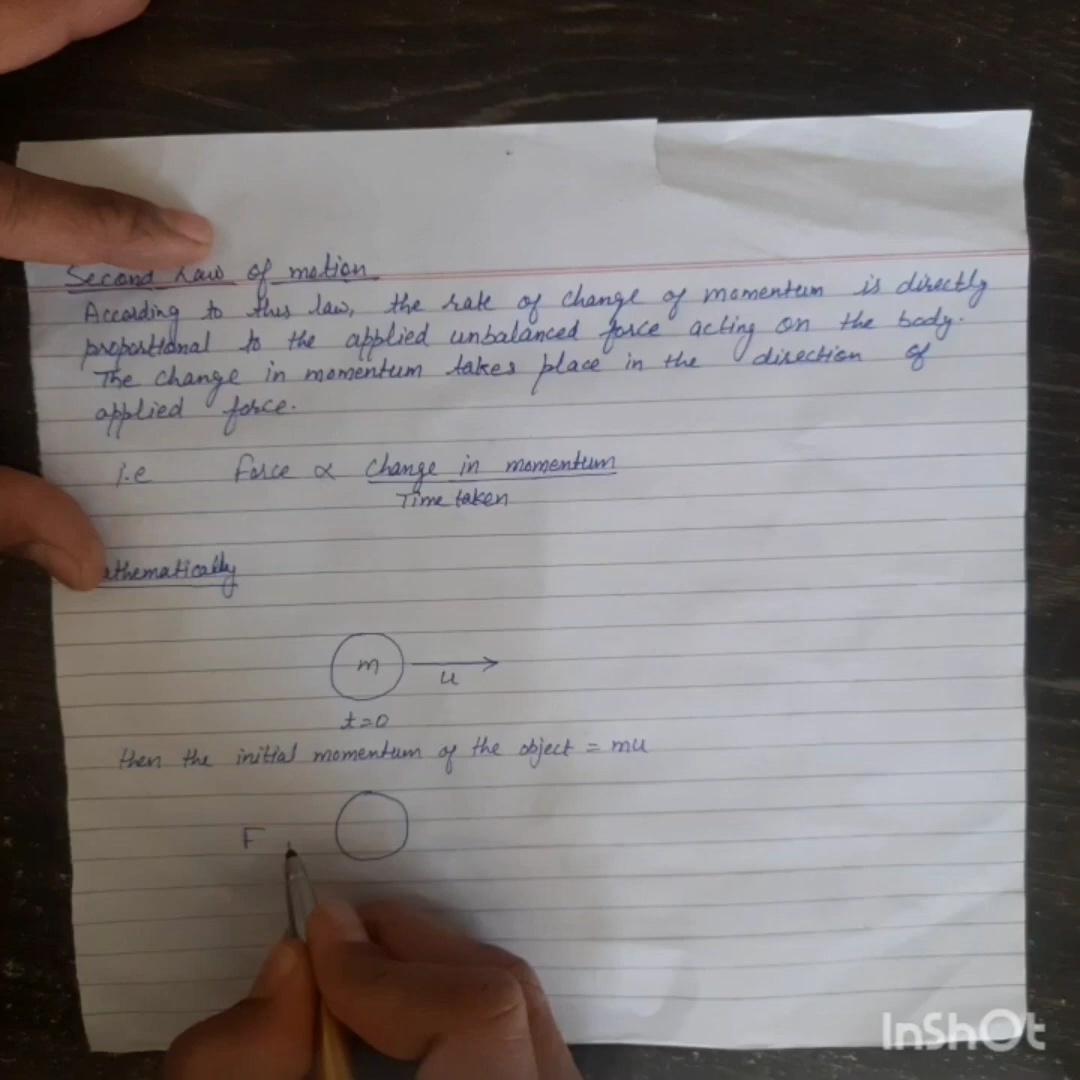 Second Law of motion
According to this law, the rate of change of momentum is directly
proportional to the applied unbalanced force acting on the body.
The change in momentum takes place in the direction of
applied force.
i.e Force ∝ Change in momentum
Time taken
athematically
m
u
t=0
then the initial momentum of the object = mu
F
InShOt